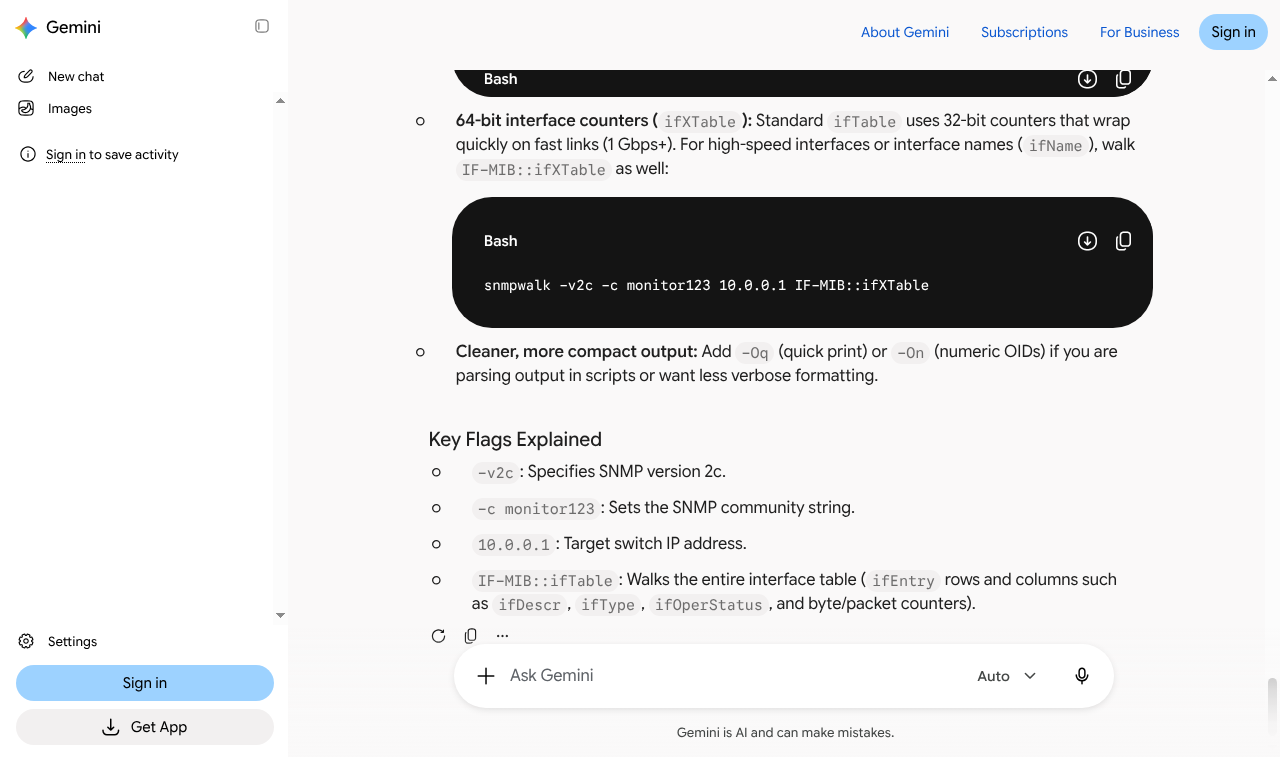 Gemini
New chat
Images
Sign in to save activity
Settings
Sign in
Get App
About Gemini
Subscriptions
For Business
Sign in
Bash
64-bit interface counters ( ifXTable ): Standard ifTable uses 32-bit counters that wrap
quickly on fast links (1 Gbps+). For high-speed interfaces or interface names ( ifName ), walk
IF-MIB::ifXTable as well:
Bash
snmpwalk -v2c -c monitor123 10.0.0.1 IF-MIB::ifXTable
Cleaner, more compact output: Add -Oq (quick print) or -On (numeric OIDs) if you are
parsing output in scripts or want less verbose formatting.
Key Flags Explained
-v2c : Specifies SNMP version 2c.
-c monitor123 : Sets the SNMP community string.
10.0.0.1 : Target switch IP address.
IF-MIB::ifTable : Walks the entire interface table ( ifEntry rows and columns such
as ifDescr , ifType , ifOperStatus , and byte/packet counters).
Ask Gemini
Auto
Gemini is AI and can make mistakes.